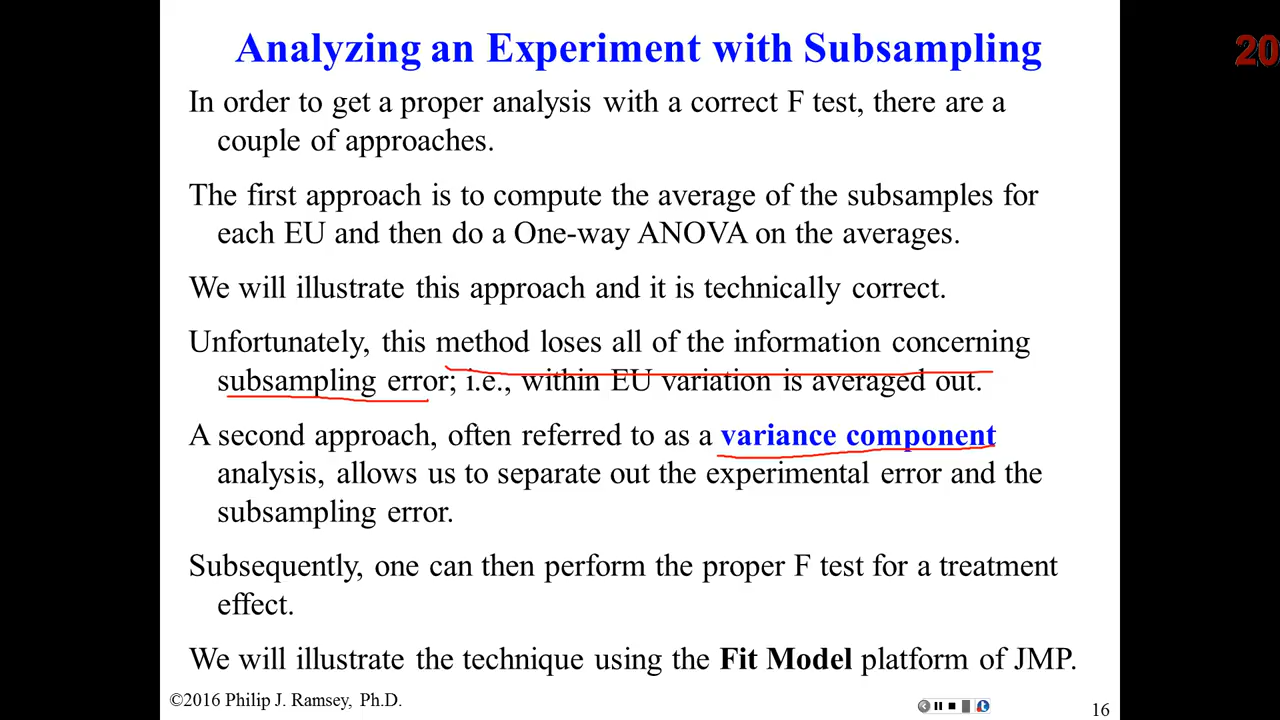 Analyzing an Experiment with Subsampling
20
In order to get a proper analysis with a correct F test, there are a
couple of approaches.
The first approach is to compute the average of the subsamples for
each EU and then do a One-way ANOVA on the averages.
We will illustrate this approach and it is technically correct.
Unfortunately, this method loses all of the information concerning
subsampling error; i.e., within EU variation is averaged out.
A second approach, often referred to as a variance component
analysis, allows us to separate out the experimental error and the
subsampling error.
Subsequently, one can then perform the proper F test for a treatment
effect.
We will illustrate the technique using the Fit Model platform of JMP.
©2016 Philip J. Ramsey, Ph.D.
16